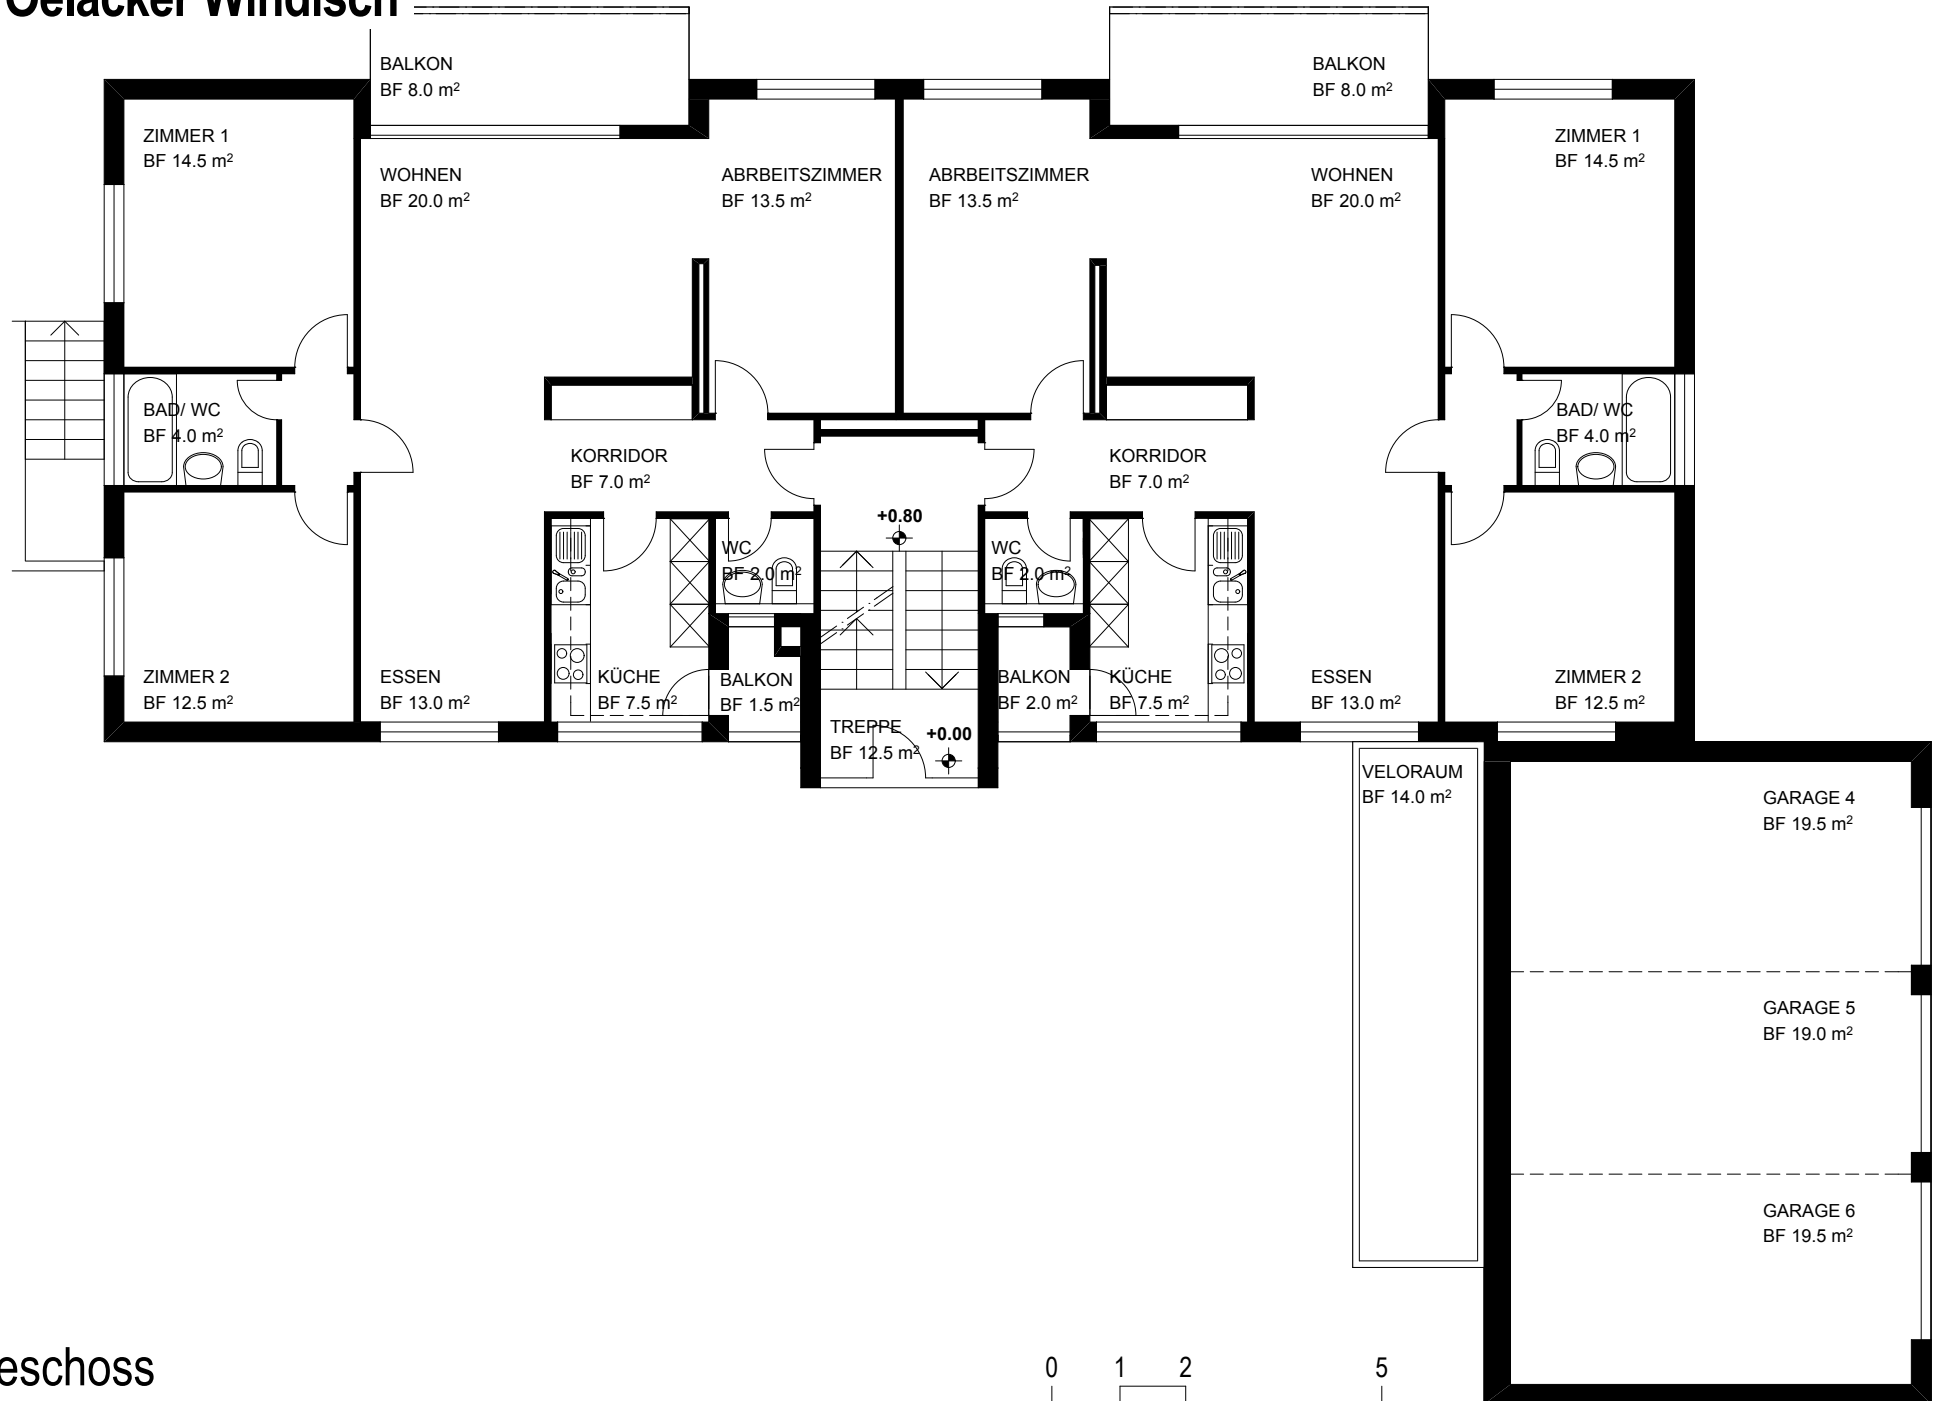 Oelacker Windisch
BALKON
BF 8.0 m²
BALKON
BF 8.0 m²
ZIMMER 1
BF 14.5 m²
WOHNEN
BF 20.0 m²
ABRBEITSZIMMER
BF 13.5 m²
ABRBEITSZIMMER
BF 13.5 m²
WOHNEN
BF 20.0 m²
ZIMMER 1
BF 14.5 m²
BAD/ WC
BF 4.0 m²
KORRIDOR
BF 7.0 m²
KORRIDOR
BF 7.0 m²
BAD/ WC
BF 4.0 m²
+0.80
WC
BF 2.0 m²
WC
BF 2.0 m²
ZIMMER 2
BF 12.5 m²
ESSEN
BF 13.0 m²
KÜCHE
BF 7.5 m²
BALKON
BF 1.5 m²
BALKON
BF 2.0 m²
KÜCHE
BF 7.5 m²
ESSEN
BF 13.0 m²
ZIMMER 2
BF 12.5 m²
TREPPE
BF 12.5 m²
+0.00
VELORAUM
BF 14.0 m²
GARAGE 4
BF 19.5 m²
GARAGE 5
BF 19.0 m²
GARAGE 6
BF 19.5 m²
eschoss
0 1 2 5